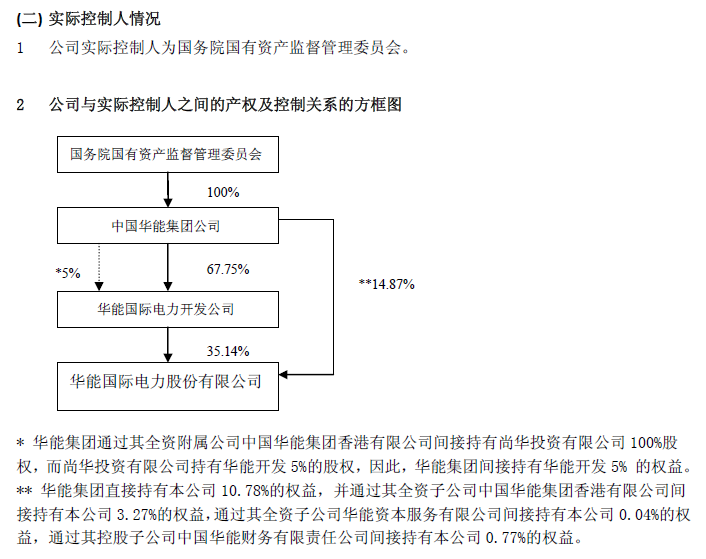 (二) 实际控制人情况
1 公司实际控制人为国务院国有资产监督管理委员会。
2 公司与实际控制人之间的产权及控制关系的方框图
国务院国有资产监督管理委员会
100%
中国华能集团公司
*5%
67.75%
**14.87%
华能国际电力开发公司
35.14%
华能国际电力股份有限公司
* 华能集团通过其全资附属公司中国华能集团香港有限公司间接持有尚华投资有限公司 100%股
权，而尚华投资有限公司持有华能开发 5%的股权，因此，华能集团间接持有华能开发 5% 的权益。
** 华能集团直接持有本公司 10.78%的权益，并通过其全资子公司中国华能集团香港有限公司间
接持有本公司 3.27%的权益,通过其全资子公司华能资本服务有限公司间接持有本公司 0.04%的权
益，通过其控股子公司中国华能财务有限责任公司间接持有本公司 0.77%的权益。